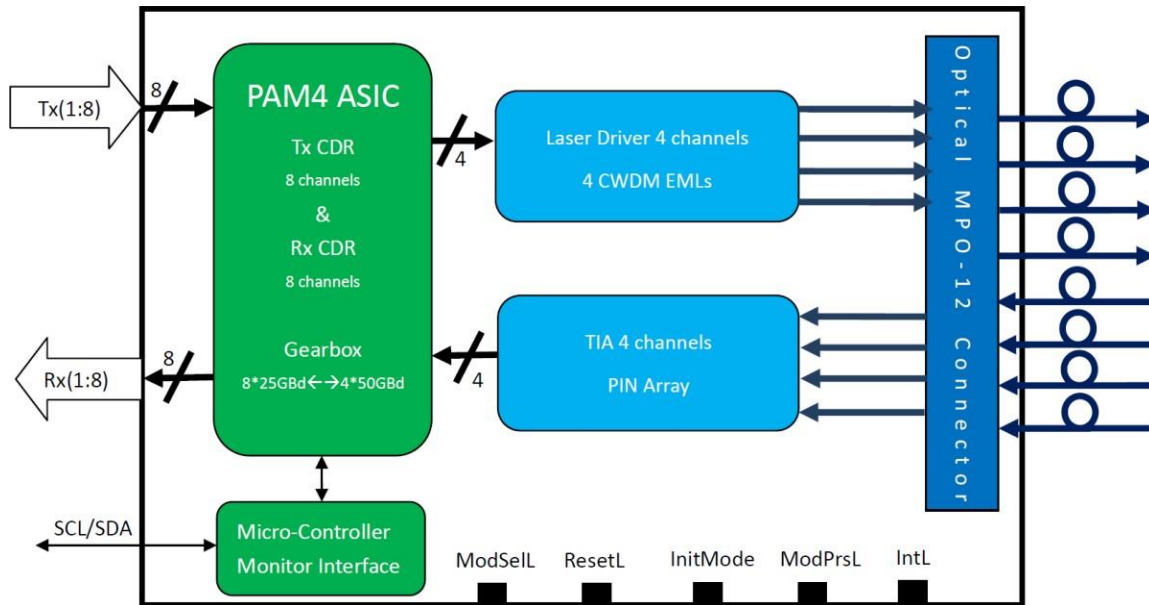 Tx(1:8)
8
PAM4 ASIC
Tx CDR
8 channels
&
Rx CDR
8 channels
Gearbox
8*25GBd←→4*50GBd
4
Laser Driver 4 channels
4 CWDM EMLs
Optical MPO-12 Connector
Rx(1:8)
8
4
TIA 4 channels
PIN Array
SCL/SDA
Micro-Controller
Monitor Interface
ModSelL
ResetL
InitMode
ModPrsL
IntL